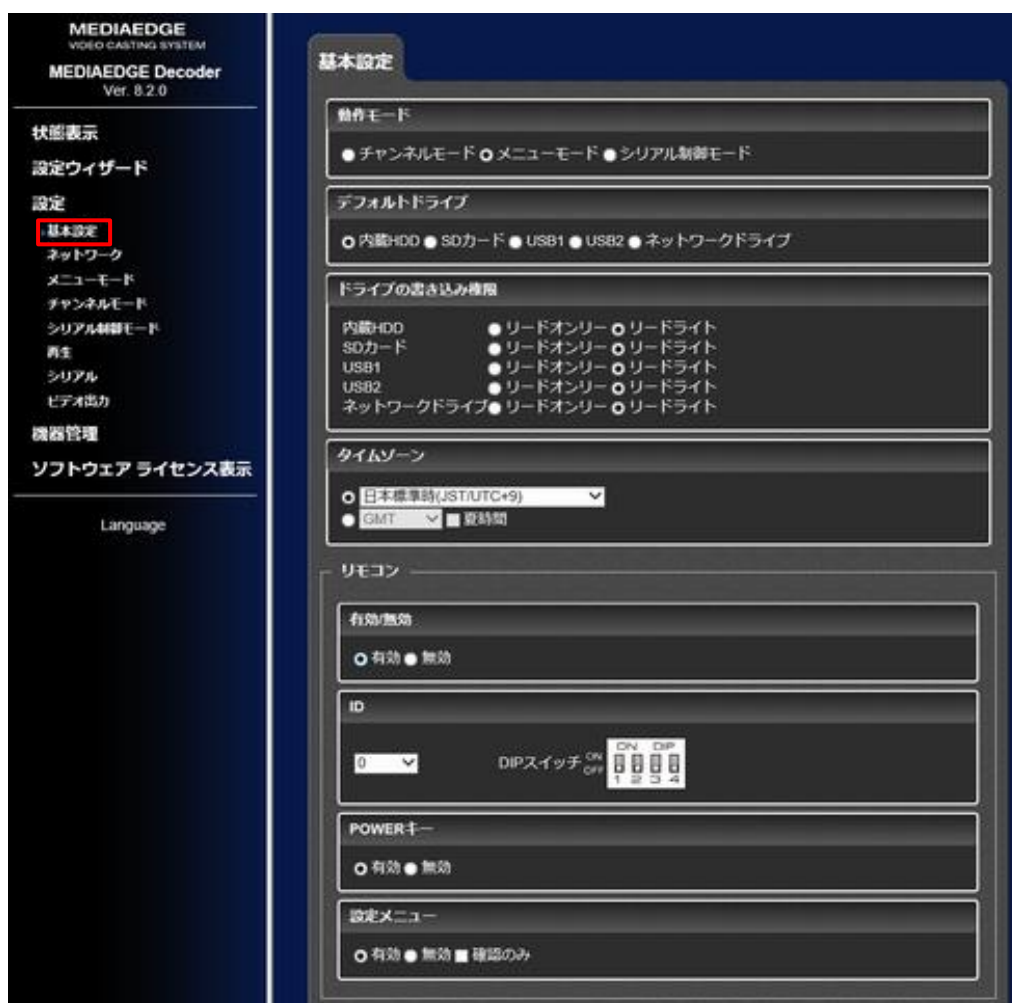 MEDIAEDGE
VIDEO CASTING SYSTEM
MEDIAEDGE Decoder
Ver. 8.2.0
状態表示
設定ウィザード
設定
基本設定
ネットワーク
メニューモード
チャンネルモード
シリアル制御モード
再生
シリアル
ビデオ出力
機器管理
ソフトウェア ライセンス表示
Language
基本設定
動作モード
チャンネルモード メニューモード シリアル制御モード
デフォルトドライブ
内蔵HDD SDカード USB1 USB2 ネットワークドライブ
ドライブの書き込み権限
内蔵HDD リードオンリー リードライト
SDカード リードオンリー リードライト
USB1 リードオンリー リードライト
USB2 リードオンリー リードライト
ネットワークドライブ リードオンリー リードライト
タイムゾーン
日本標準時(JST/UTC+9)
GMT 夏時間
リモコン
有効/無効
有効 無効
ID
0 DIPスイッチ ON OFF ON DIP 1 2 3 4
POWERキー
有効 無効
設定メニュー
有効 無効 確認のみ